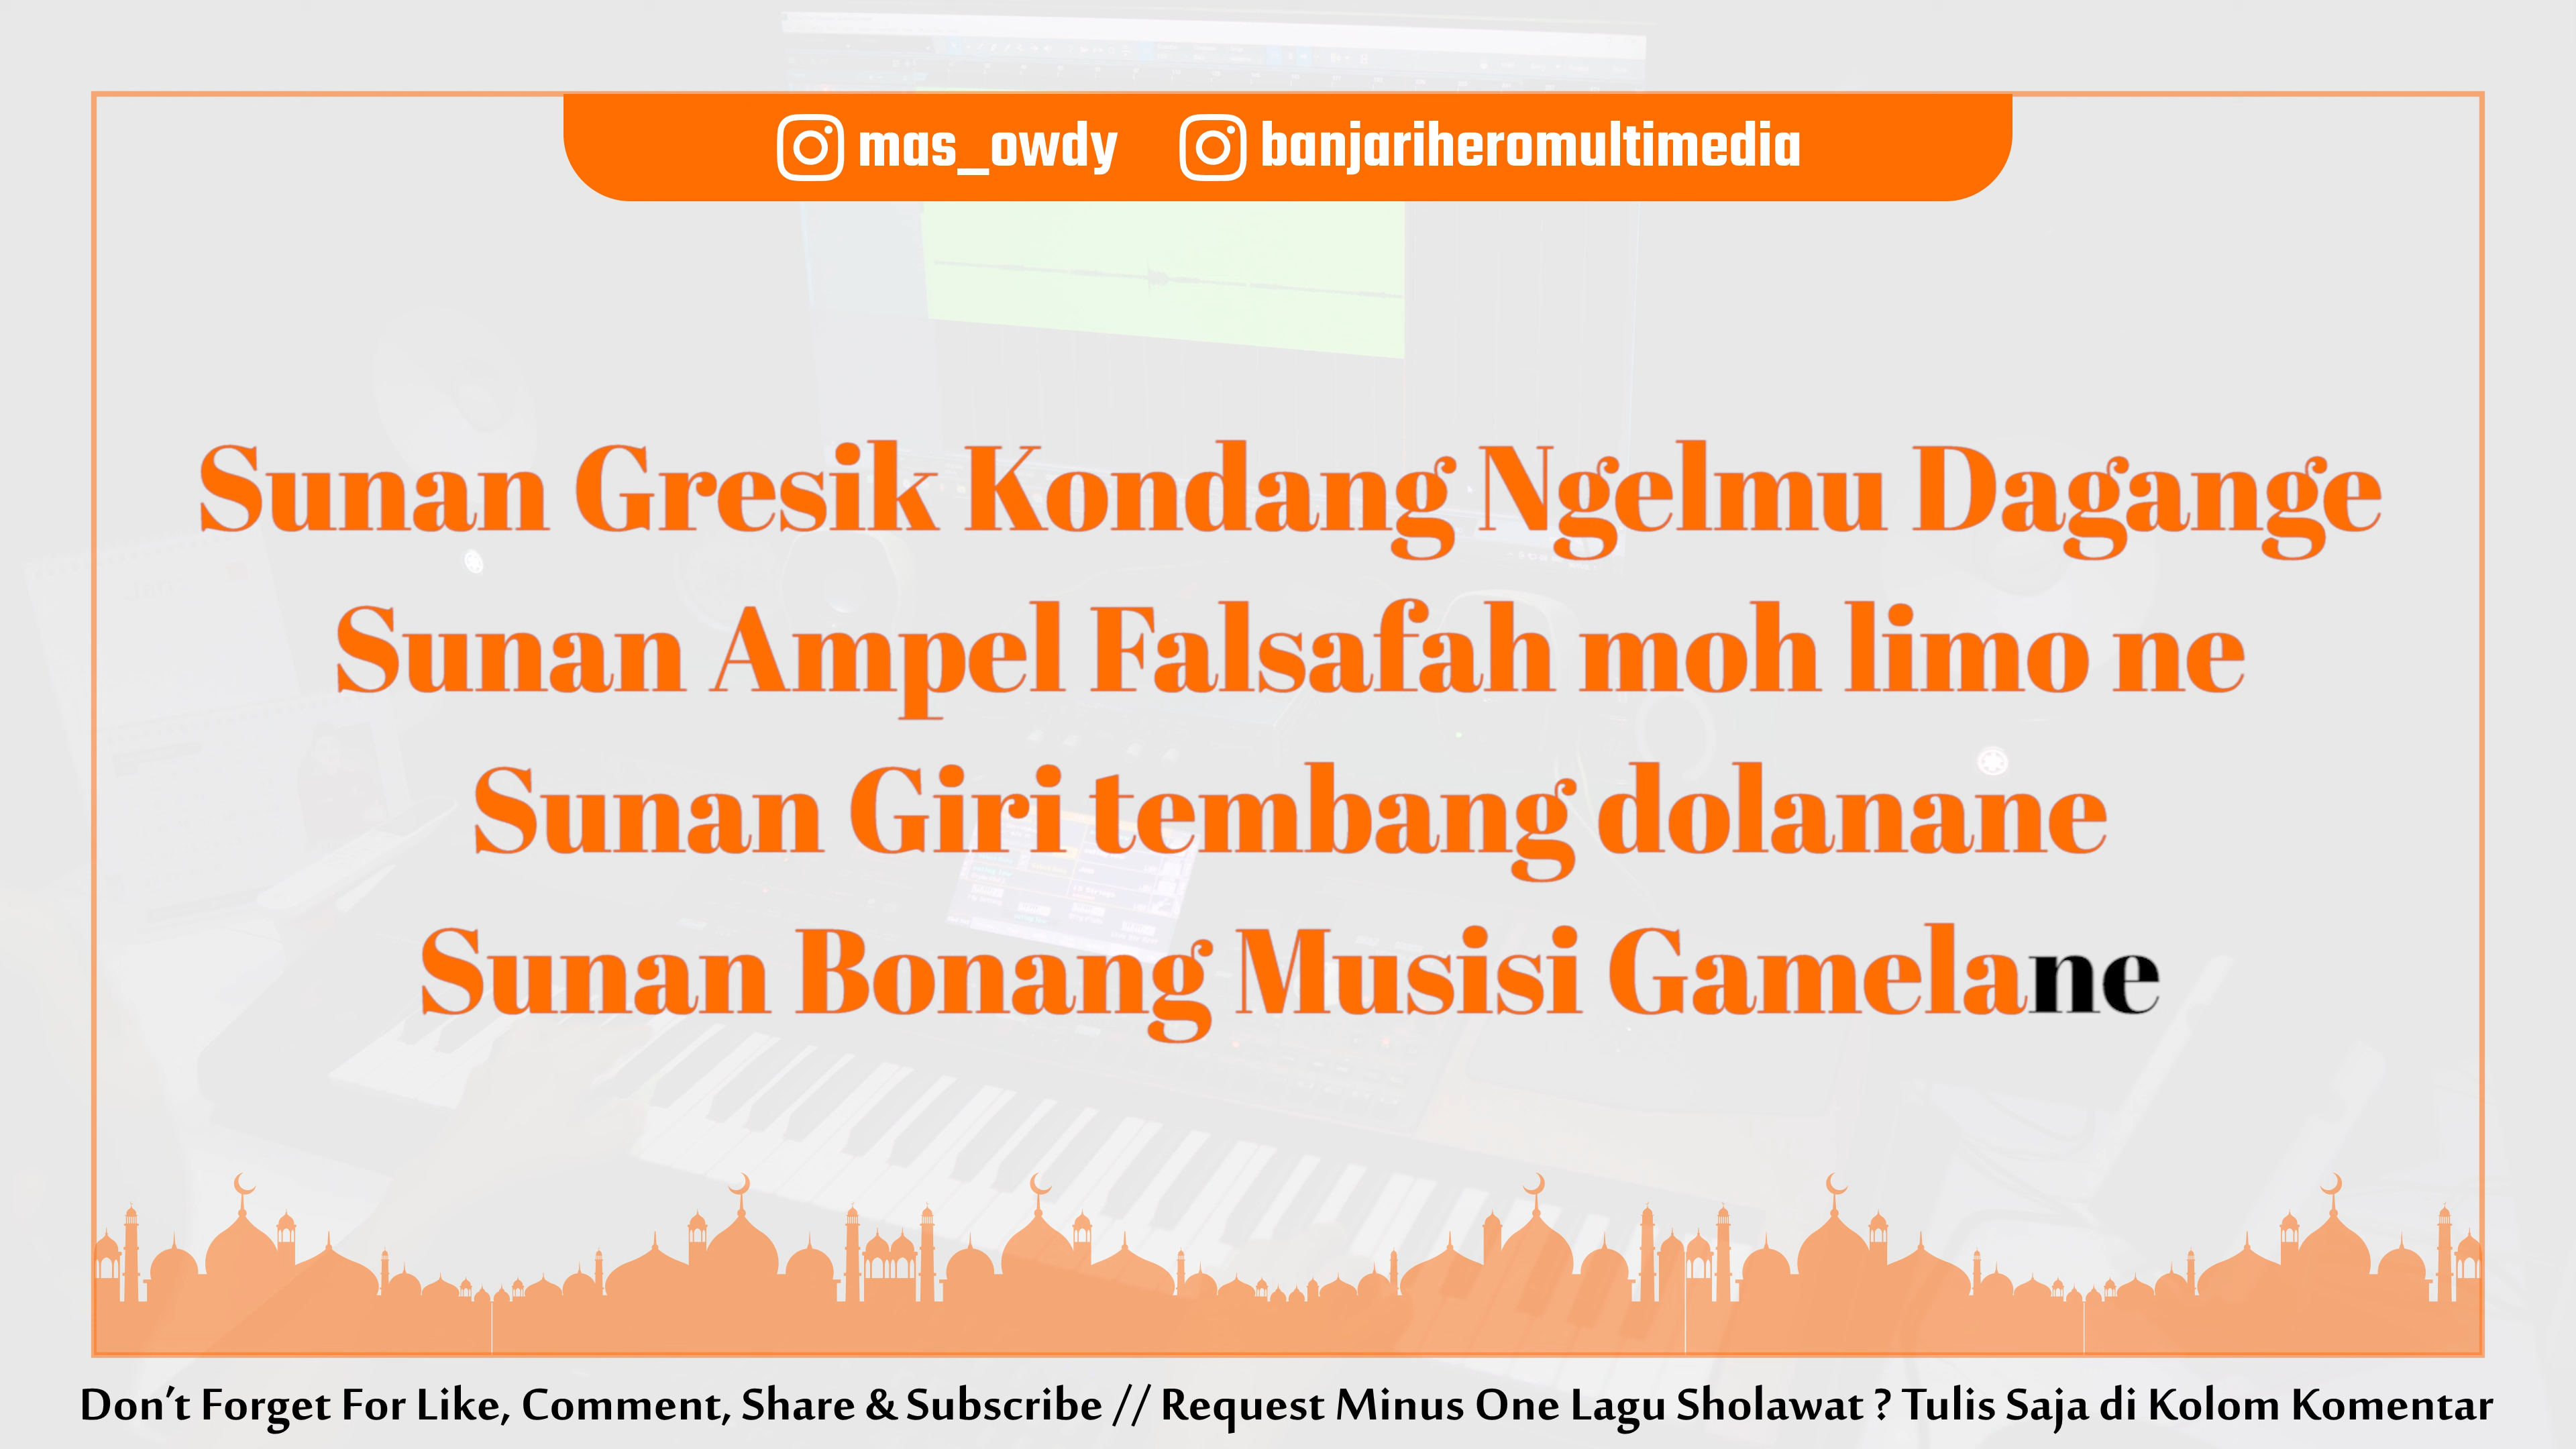 mas_owdy banjariheromultimedia
Sunan Gresik Kondang Ngelmu Dagange
Sunan Ampel Falsafah moh limo ne
Sunan Giri tembang dolanane
Sunan Bonang Musisi Gamelane
Don't Forget For Like, Comment, Share & Subscribe // Request Minus One Lagu Sholawat ? Tulis Saja di Kolom Komentar